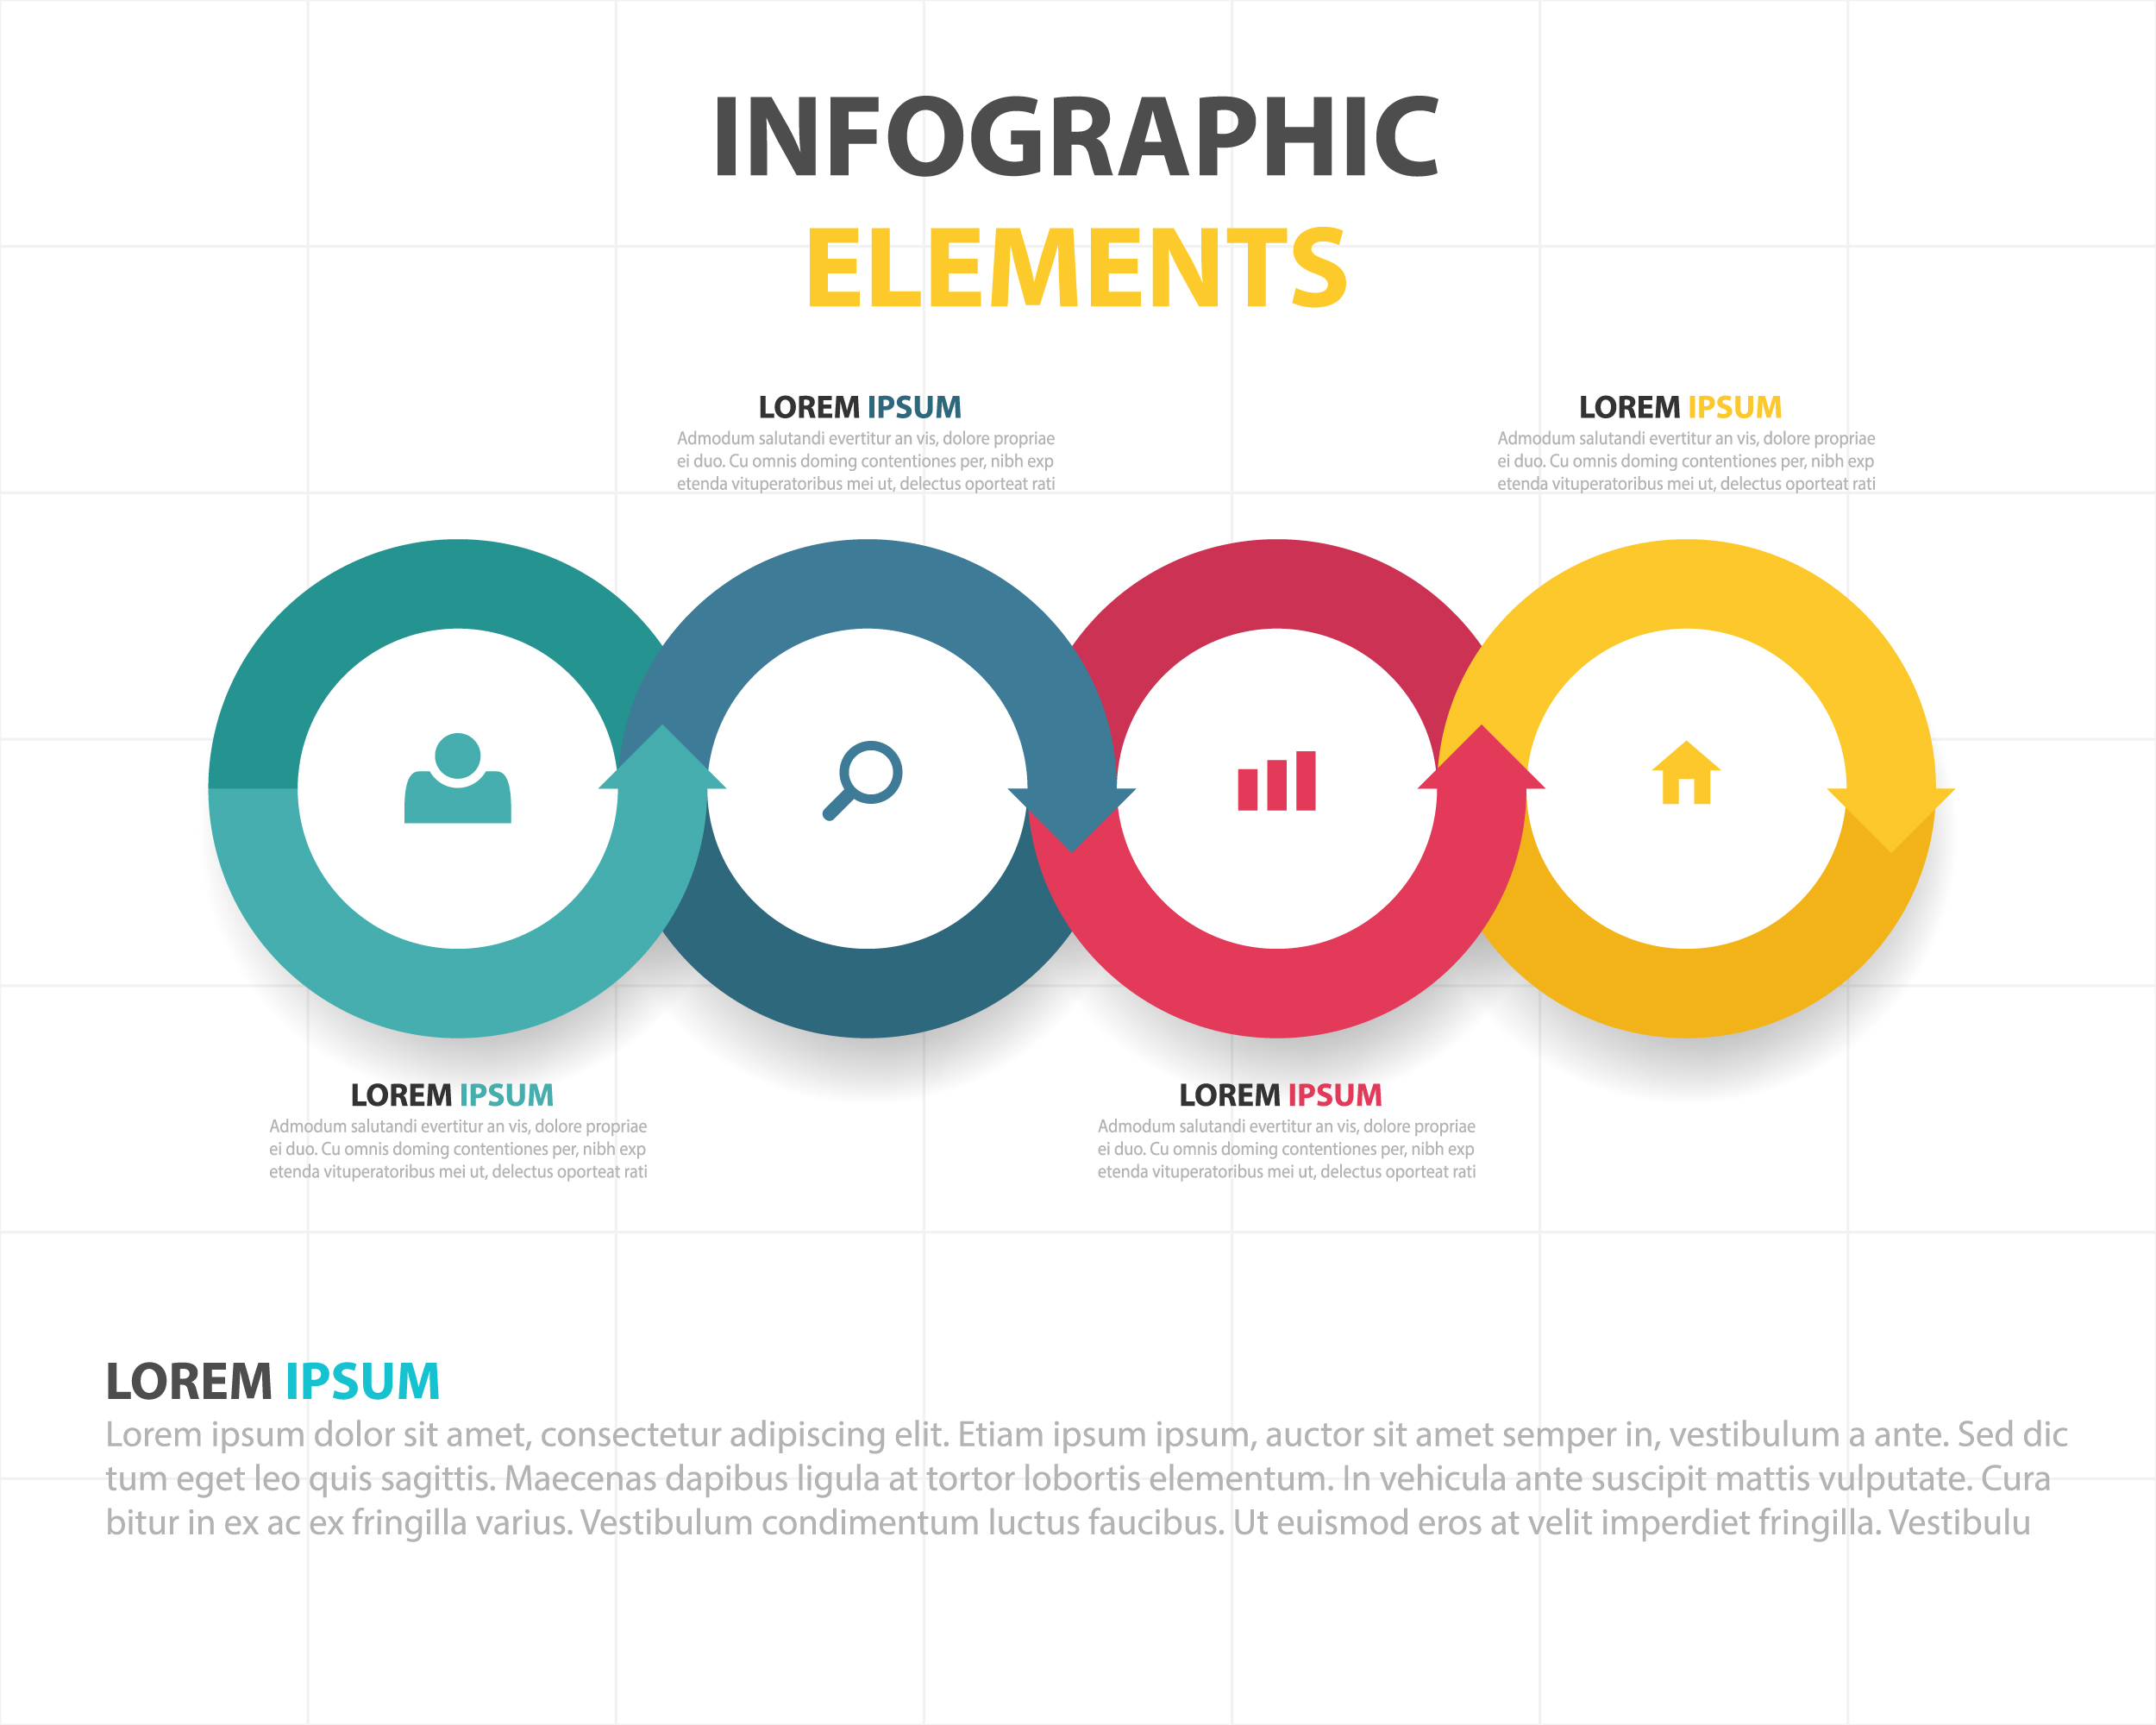 INFOGRAPHIC
ELEMENTS
LOREM IPSUM
Admodum salutandi evertitur an vis, dolore propriae
ei duo. Cu omnis doming contentiones per, nibh exp
etenda vituperatoribus mei ut, delectus oporteat rati
LOREM IPSUM
Admodum salutandi evertitur an vis, dolore propriae
ei duo. Cu omnis doming contentiones per, nibh exp
etenda vituperatoribus mei ut, delectus oporteat rati
LOREM IPSUM
Admodum salutandi evertitur an vis, dolore propriae
ei duo. Cu omnis doming contentiones per, nibh exp
etenda vituperatoribus mei ut, delectus oporteat rati
LOREM IPSUM
Admodum salutandi evertitur an vis, dolore propriae
ei duo. Cu omnis doming contentiones per, nibh exp
etenda vituperatoribus mei ut, delectus oporteat rati
LOREM IPSUM
Lorem ipsum dolor sit amet, consectetur adipiscing elit. Etiam ipsum ipsum, auctor sit amet semper in, vestibulum a ante. Sed dic
tum eget leo quis sagittis. Maecenas dapibus ligula at tortor lobortis elementum. In vehicula ante suscipit mattis vulputate. Cura
bitur in ex ac ex fringilla varius. Vestibulum condimentum luctus faucibus. Ut euismod eros at velit imperdiet fringilla. Vestibulu